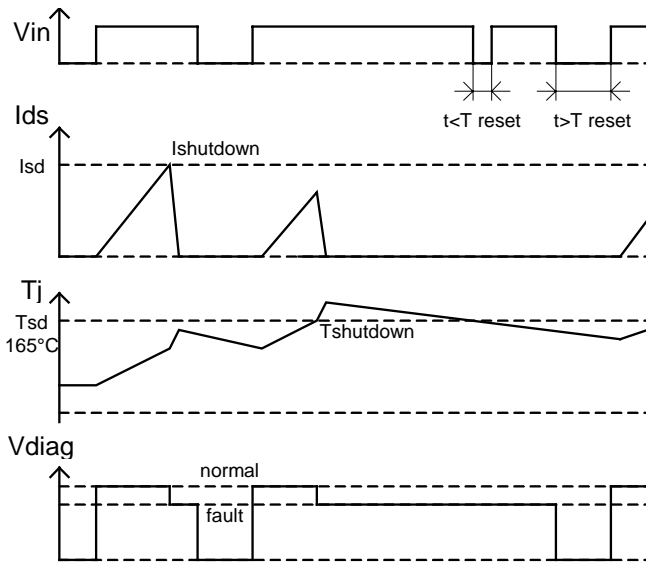 Vin
t<T reset
t>T reset
Ids
Isd
Ishutdown
Tj
Tsd
165°C
Tshutdown
Vdiag
normal
fault